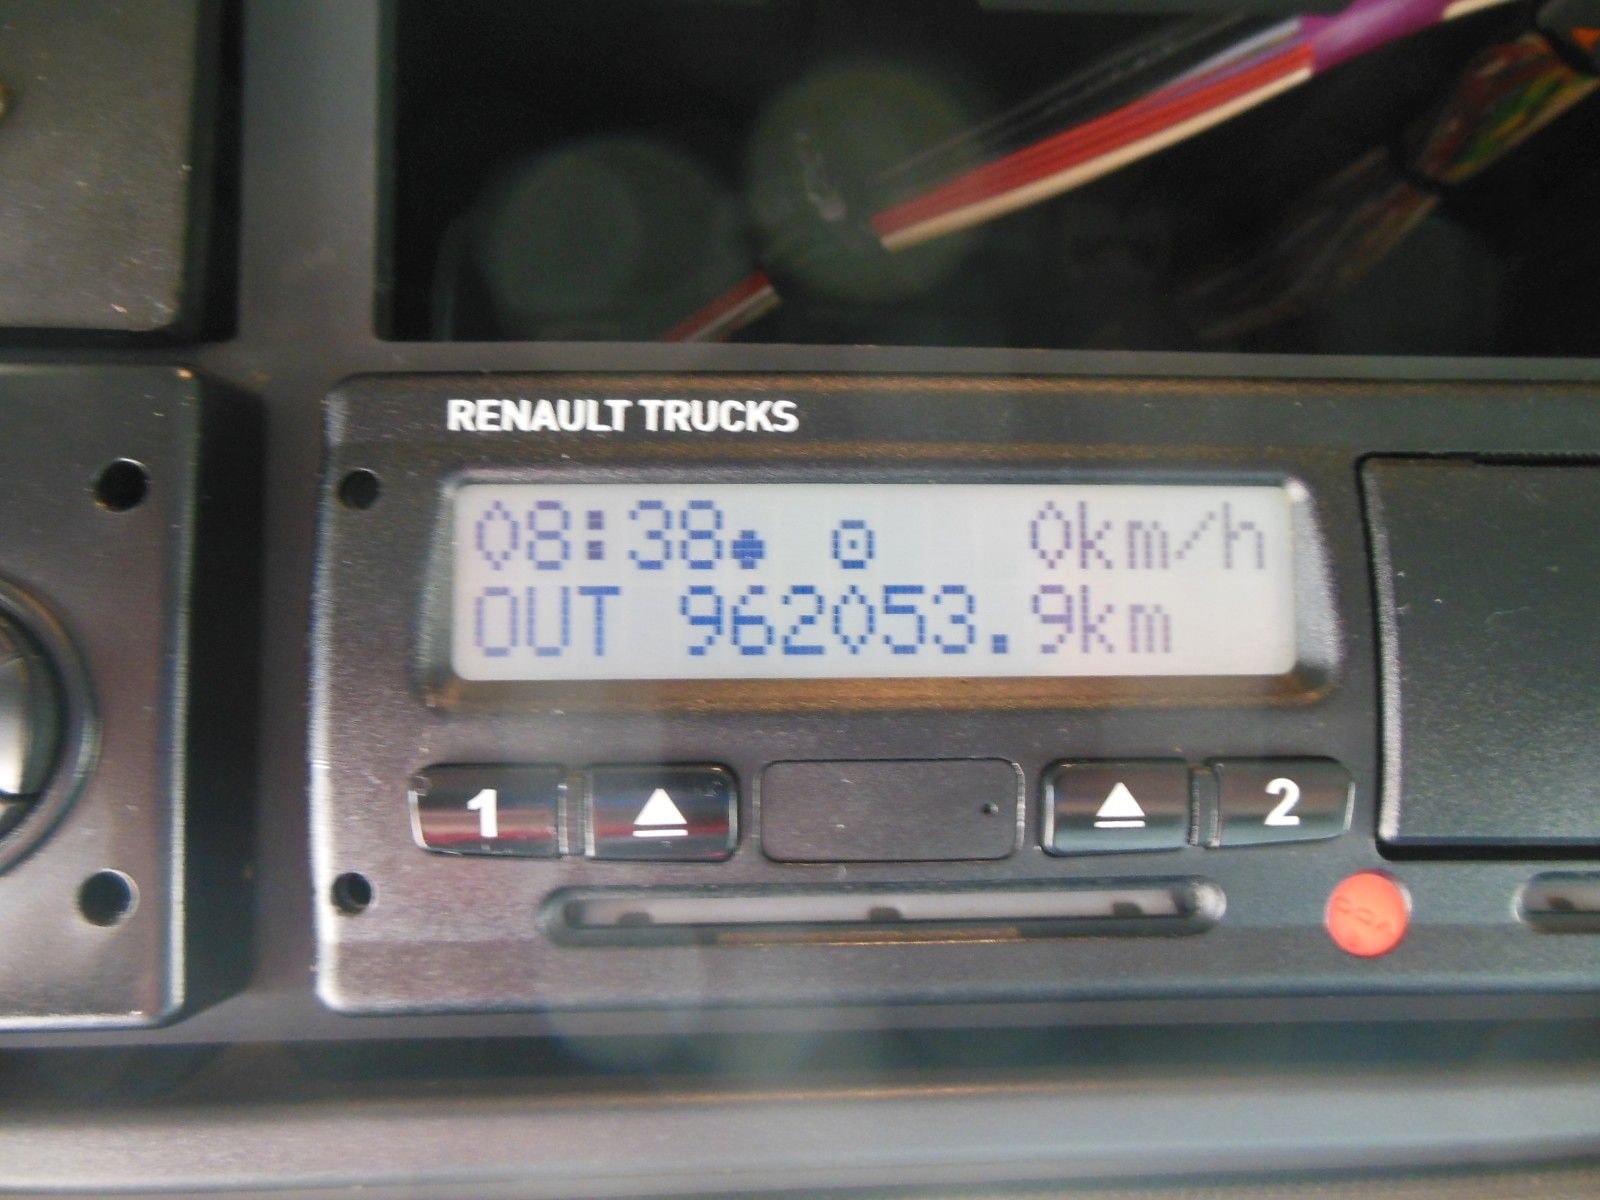 RENAULT TRUCKS
08:38 0km/h
OUT 962053.9km
1 2